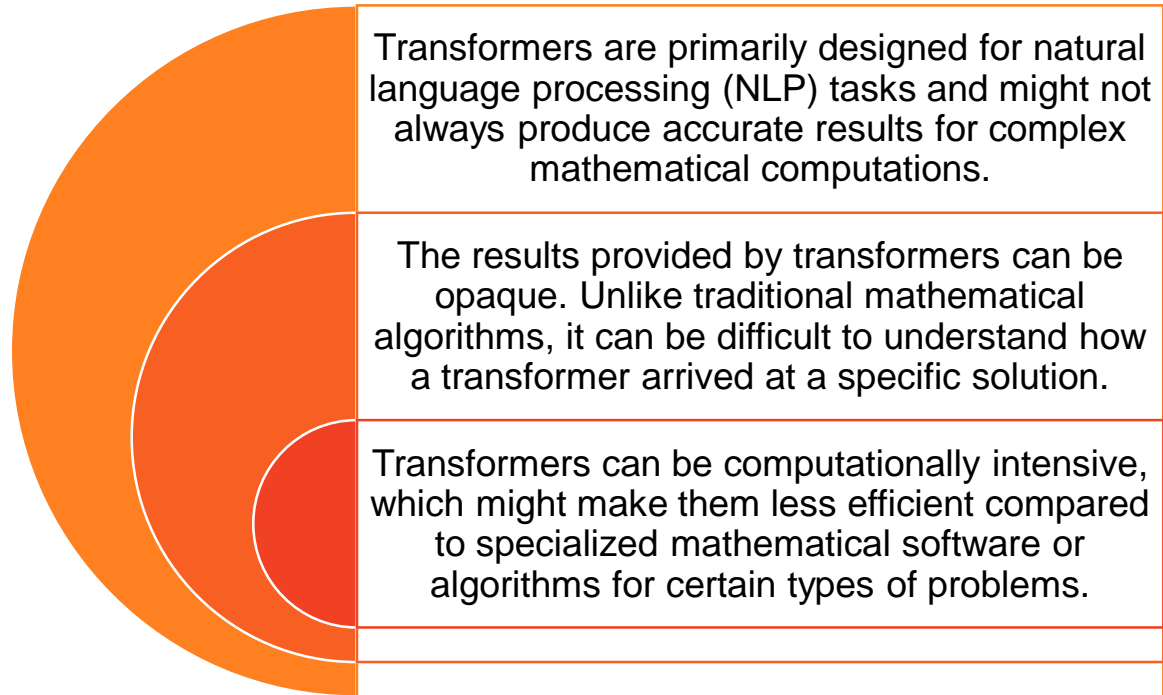 Transformers are primarily designed for natural
language processing (NLP) tasks and might not
always produce accurate results for complex
mathematical computations.
The results provided by transformers can be
opaque. Unlike traditional mathematical
algorithms, it can be difficult to understand how
a transformer arrived at a specific solution.
Transformers can be computationally intensive,
which might make them less efficient compared
to specialized mathematical software or
algorithms for certain types of problems.